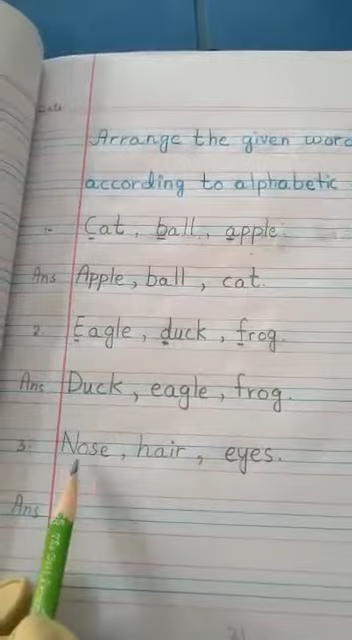 Date
Arrange the given word
according to alphabetic
1. Cat, ball, apple.
Ans Apple, ball, cat.
2. Eagle, duck, frog.
Ans Duck, eagle, frog.
3. Nose, hair, eyes.
Ans